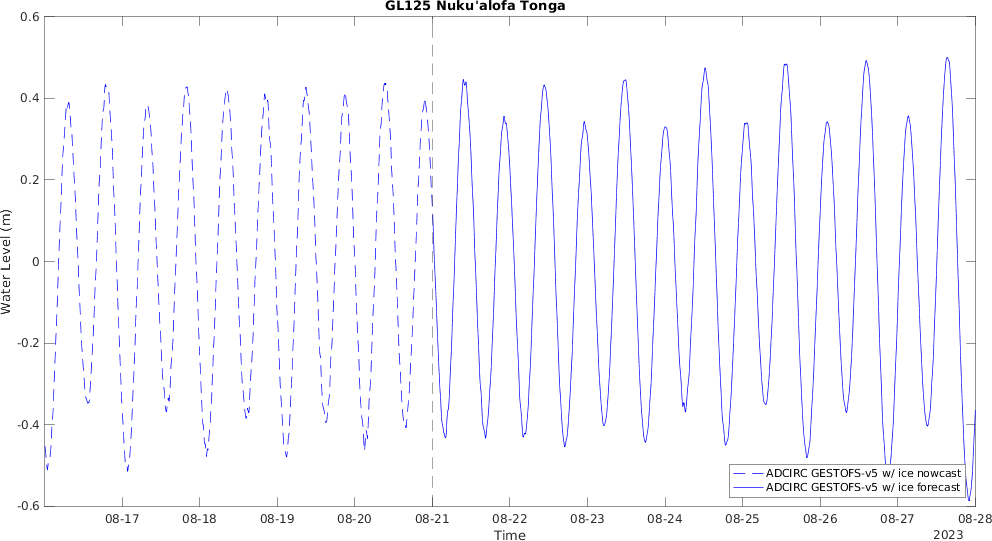 GL125 Nuku'alofa Tonga
0.6
0.4
0.2
0
-0.2
-0.4
-0.6
Water Level (m)
ADCIRC GESTOFS-v5 w/ ice nowcast
ADCIRC GESTOFS-v5 w/ ice forecast
08-17 08-18 08-19 08-20 08-21 08-22 08-23 08-24 08-25 08-26 08-27 08-28
Time
2023